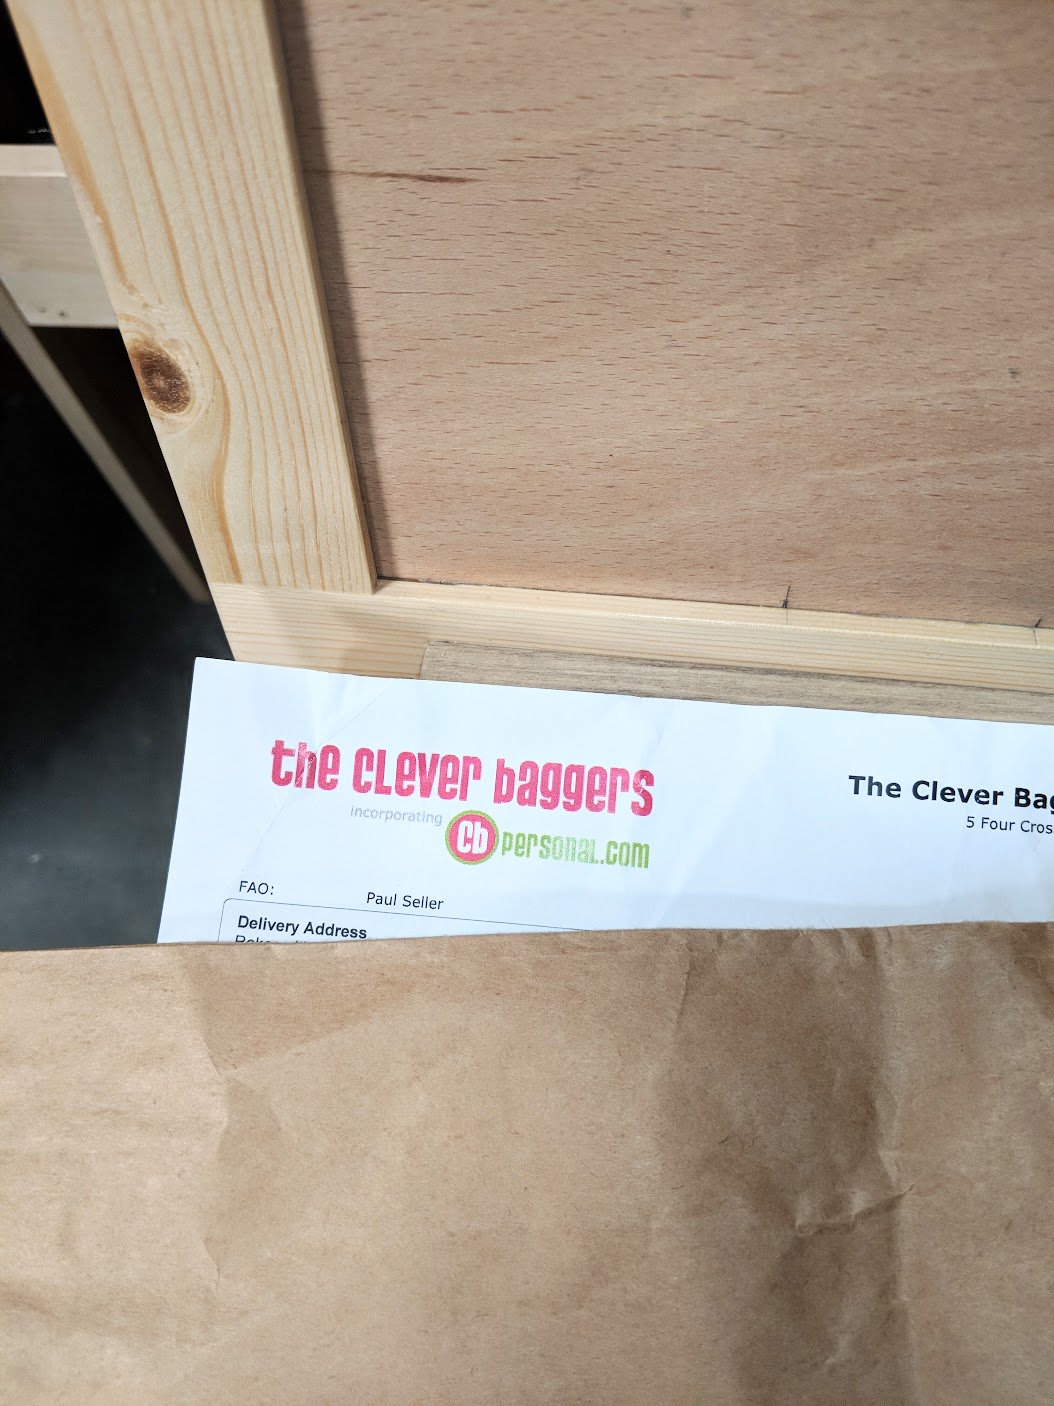 the clever baggers
incorporating
cb personal.com
The Clever Bag
5 Four Cros
FAO: Paul Seller
Delivery Address